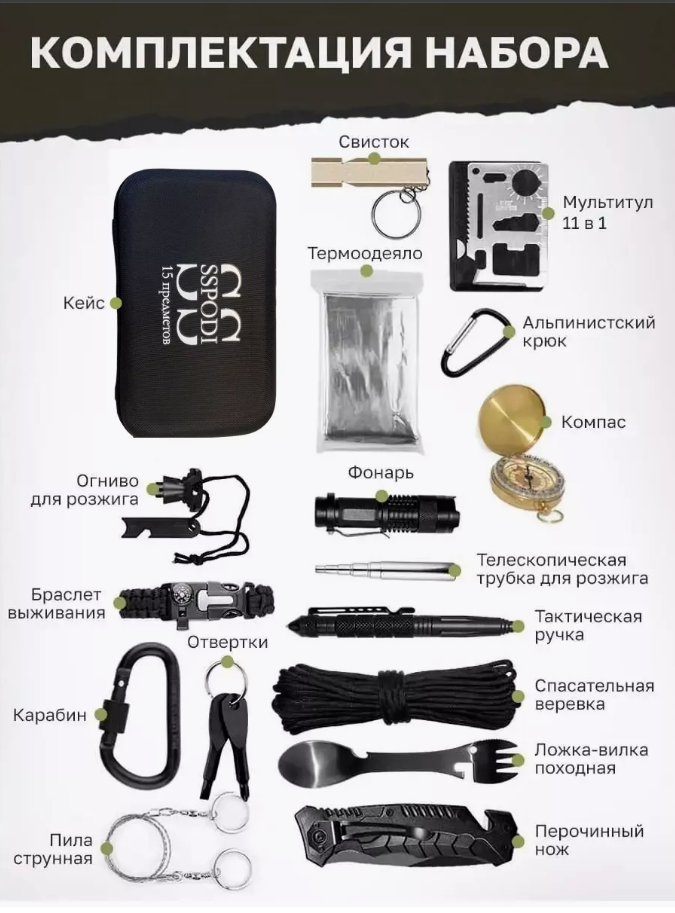 КОМПЛЕКТАЦИЯ НАБОРА
Свисток
Мультитул
11 в 1
Термоодеяло
Кейс
SSPODI
15 предметов
Альпинистский
крюк
Компас
Огниво
для розжига
Фонарь
Телескопическая
трубка для розжига
Браслет
выживания
Тактическая
ручка
Отвертки
Карабин
Спасательная
веревка
Ложка-вилка
походная
Пила
струнная
Перочинный
нож